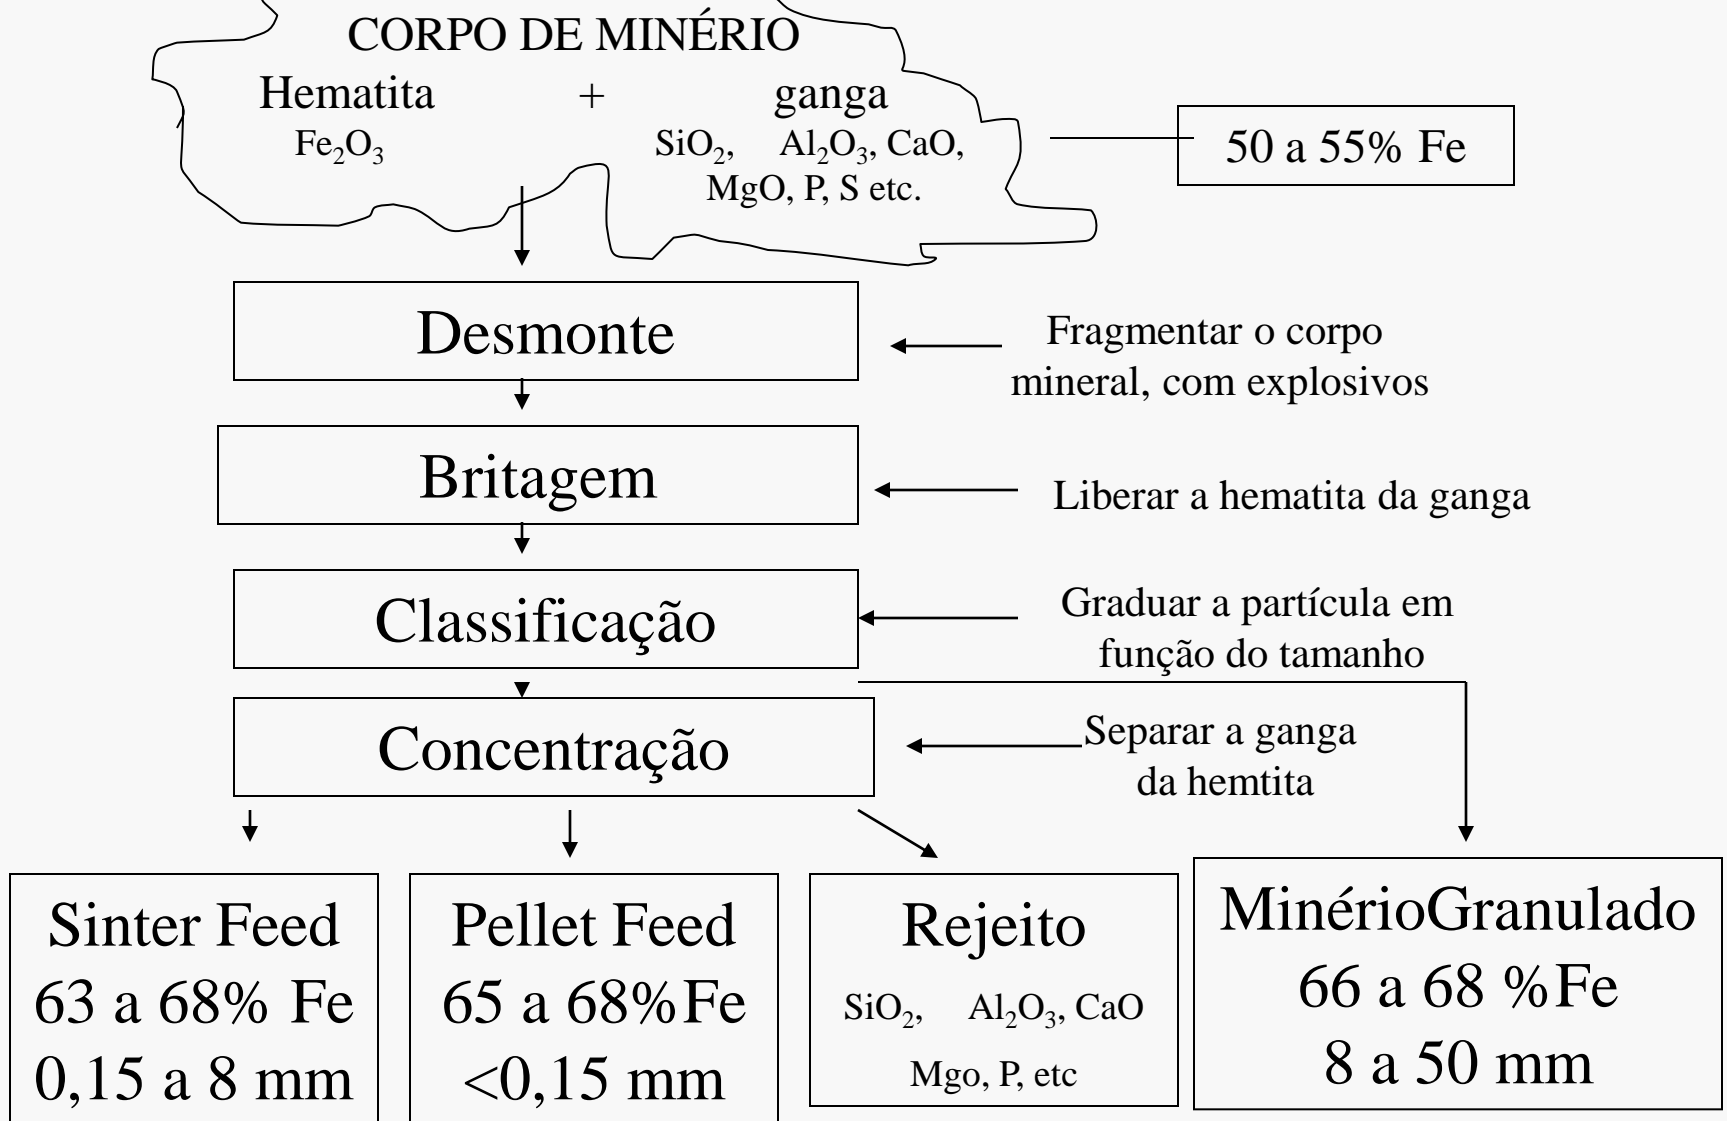 CORPO DE MINÉRIO
Hematita + ganga
Fe₂O₃ SiO₂, Al₂O₃, CaO,
MgO, P, S etc.
50 a 55% Fe
Desmonte
Fragmentar o corpo
mineral, com explosivos
Britagem
Liberar a hematita da ganga
Classificação
Graduar a partícula em
função do tamanho
Concentração
Separar a ganga
da hemtita
Sinter Feed
63 a 68% Fe
0,15 a 8 mm
Pellet Feed
65 a 68%Fe
<0,15 mm
Rejeito
SiO₂, Al₂O₃, CaO
Mgo, P, etc
MinérioGranulado
66 a 68 %Fe
8 a 50 mm